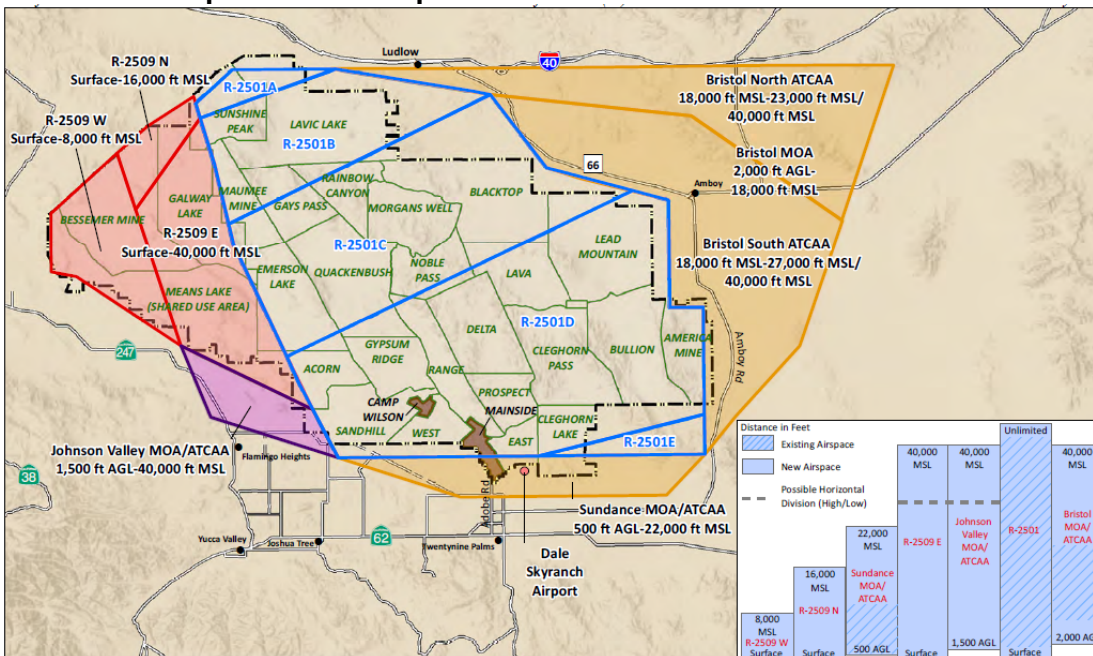 Ludlow
40
R-2509 N
Surface-16,000 ft MSL
R-2509 W
Surface-8,000 ft MSL
R-2501A
SUNSHINE
PEAK
LAVIC LAKE
R-2501B
Bristol North ATCAA
18,000 ft MSL-23,000 ft MSL/
40,000 ft MSL
66
Bristol MOA
2,000 ft AGL-
18,000 ft MSL
Amboy
GALWAY
LAKE
MAUMEE
MINE
GAYS PASS
RAINBOW
CANYON
MORGANS WELL
BLACKTOP
BESSEMER MINE
R-2509 E
Surface-40,000 ft MSL
R-2501C
LEAD
MOUNTAIN
Bristol South ATCAA
18,000 ft MSL-27,000 ft MSL/
40,000 ft MSL
EMERSON
LAKE
QUACKENBUSH
NOBLE
PASS
LAVA
MEANS LAKE
(SHARED USE AREA)
R-2501D
DELTA
GYPSUM
RIDGE
CLEGHORN
PASS
BULLION
AMERICA
MINE
Amboy Rd
247
ACORN
RANGE
PROSPECT
CAMP
WILSON
MAINSIDE
SANDHILL
WEST
EAST
CLEGHORN
LAKE
R-2501E
Johnson Valley MOA/ATCAA
1,500 ft AGL-40,000 ft MSL
Flamingo Heights
38
Adobe Rd
Sundance MOA/ATCAA
500 ft AGL-22,000 ft MSL
Yucca Valley
Joshua Tree
62
Twentynine Palms
Dale
Skyranch
Airport
Distance in Feet
Existing Airspace
New Airspace
Possible Horizontal
Division (High/Low)
8,000
MSL
R-2509 W
Surface
16,000
MSL
R-2509 N
Surface
22,000
MSL
Sundance
MOA/
ATCAA
500 AGL
40,000
MSL
R-2509 E
Surface
40,000
MSL
Johnson
Valley
MOA/
ATCAA
1,500 AGL
Unlimited
R-2501
Surface
40,000
MSL
Bristol
MOA/
ATCAA